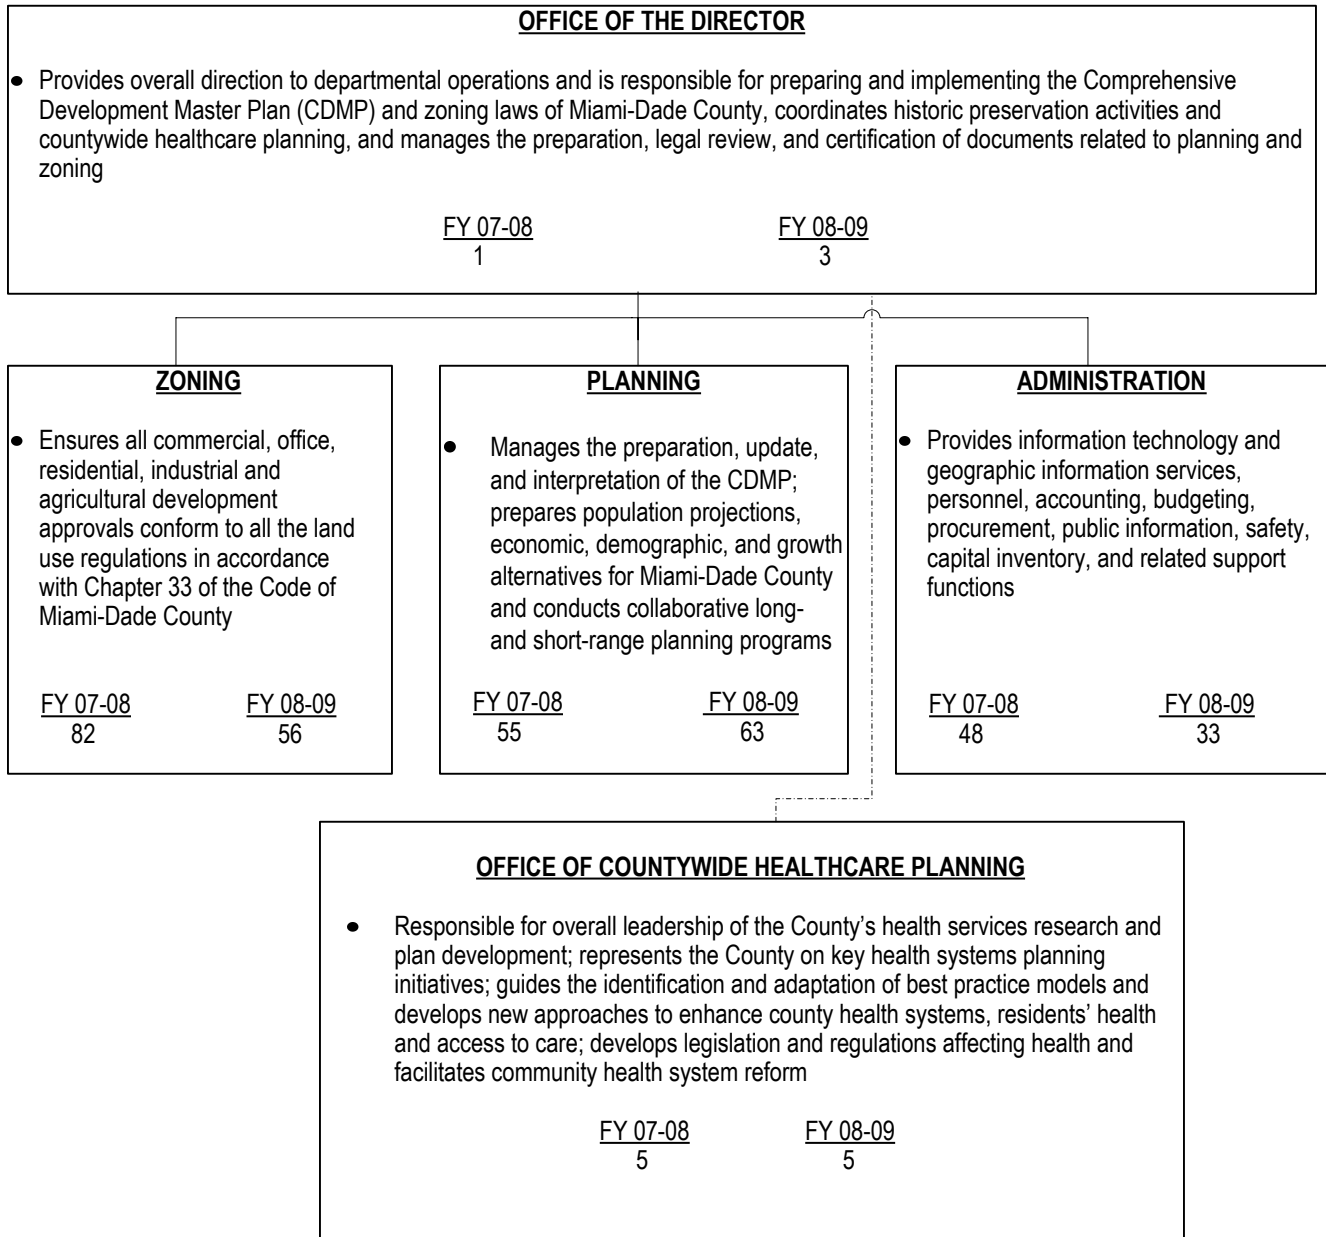 OFFICE OF THE DIRECTOR
• Provides overall direction to departmental operations and is responsible for preparing and implementing the Comprehensive
Development Master Plan (CDMP) and zoning laws of Miami-Dade County, coordinates historic preservation activities and
countywide healthcare planning, and manages the preparation, legal review, and certification of documents related to planning and
zoning
FY 07-08 FY 08-09
1 3
ZONING
• Ensures all commercial, office,
residential, industrial and
agricultural development
approvals conform to all the land
use regulations in accordance
with Chapter 33 of the Code of
Miami-Dade County
FY 07-08 FY 08-09
82 56
PLANNING
• Manages the preparation, update,
and interpretation of the CDMP;
prepares population projections,
economic, demographic, and growth
alternatives for Miami-Dade County
and conducts collaborative long-
and short-range planning programs
FY 07-08 FY 08-09
55 63
ADMINISTRATION
• Provides information technology and
geographic information services,
personnel, accounting, budgeting,
procurement, public information, safety,
capital inventory, and related support
functions
FY 07-08 FY 08-09
48 33
OFFICE OF COUNTYWIDE HEALTHCARE PLANNING
• Responsible for overall leadership of the County’s health services research and
plan development; represents the County on key health systems planning
initiatives; guides the identification and adaptation of best practice models and
develops new approaches to enhance county health systems, residents’ health
and access to care; develops legislation and regulations affecting health and
facilitates community health system reform
FY 07-08 FY 08-09
5 5